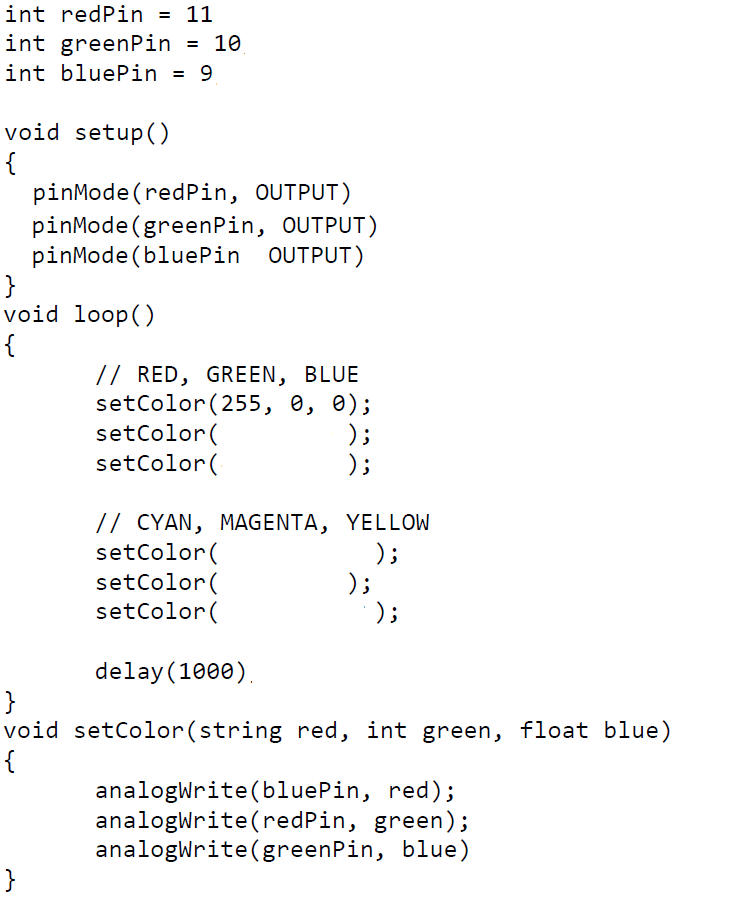 int redPin = 11
int greenPin = 10
int bluePin = 9
void setup()
{
pinMode(redPin, OUTPUT)
pinMode(greenPin, OUTPUT)
pinMode(bluePin  OUTPUT)
}
void loop()
{
// RED, GREEN, BLUE
setColor(255, 0, 0);
setColor(         );
setColor(         );
// CYAN, MAGENTA, YELLOW
setColor(           );
setColor(         );
setColor(           );
delay(1000)
}
void setColor(string red, int green, float blue)
{
analogWrite(bluePin, red);
analogWrite(redPin, green);
analogWrite(greenPin, blue)
}